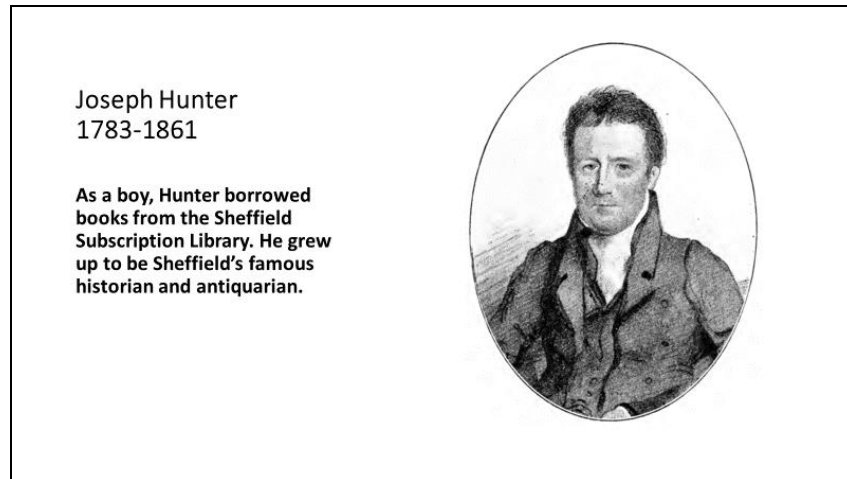 Joseph Hunter
1783-1861
As a boy, Hunter borrowed
books from the Sheffield
Subscription Library. He grew
up to be Sheffield’s famous
historian and antiquarian.